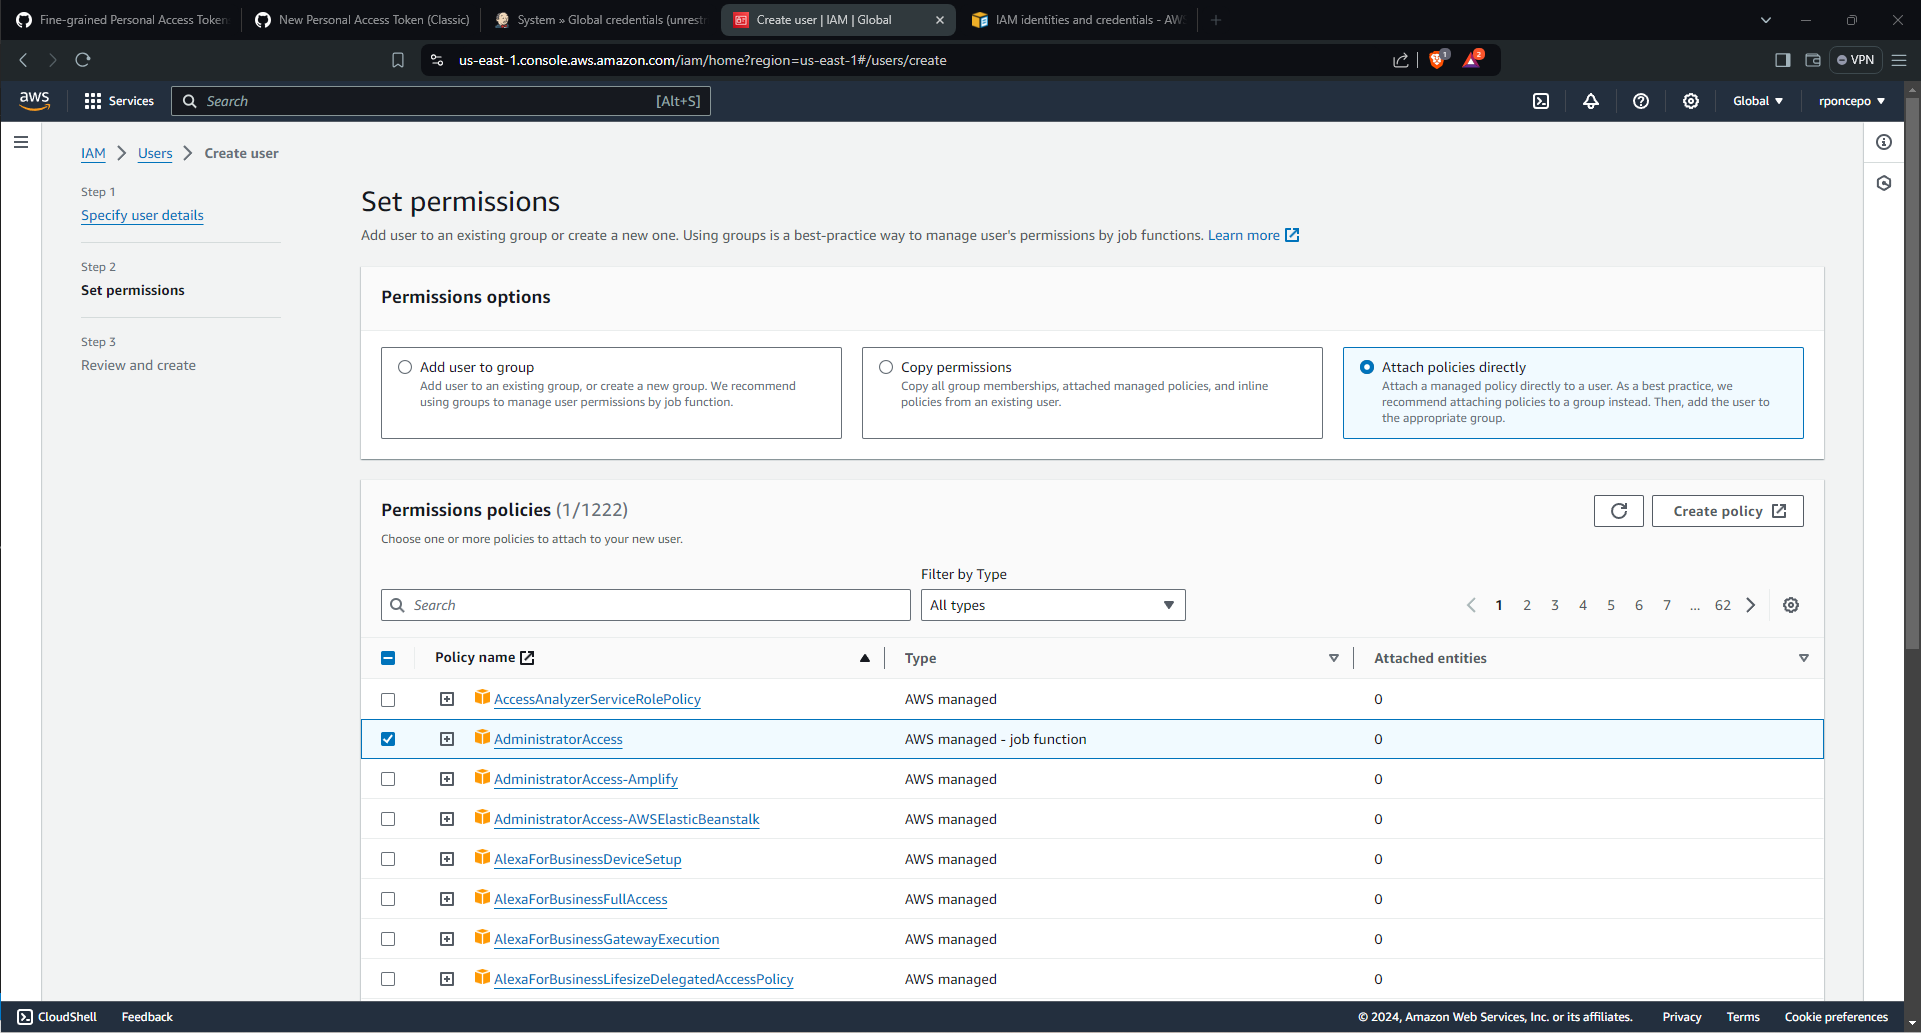 Fine-grained Personal Access Token
New Personal Access Token (Classic)
System » Global credentials (unrestr
Create user | IAM | Global
IAM identities and credentials - AW
us-east-1.console.aws.amazon.com/iam/home?region=us-east-1#/users/create
1
2
VPN
aws
Services
Search
[Alt+S]
Global
rponcepo
IAM
Users
Create user
Step 1
Specify user details
Step 2
Set permissions
Step 3
Review and create
Set permissions
Add user to an existing group or create a new one. Using groups is a best-practice way to manage user's permissions by job functions. Learn more
Permissions options
Add user to group
Add user to an existing group, or create a new group. We recommend
using groups to manage user permissions by job function.
Copy permissions
Copy all group memberships, attached managed policies, and inline
policies from an existing user.
Attach policies directly
Attach a managed policy directly to a user. As a best practice, we
recommend attaching policies to a group instead. Then, add the user to
the appropriate group.
Permissions policies (1/1222)
Choose one or more policies to attach to your new user.
Create policy
Filter by Type
Search
All types
1 2 3 4 5 6 7 ... 62
Policy name Type Attached entities
AccessAnalyzerServiceRolePolicy AWS managed 0
AdministratorAccess AWS managed - job function 0
AdministratorAccess-Amplify AWS managed 0
AdministratorAccess-AWSElasticBeanstalk AWS managed 0
AlexaForBusinessDeviceSetup AWS managed 0
AlexaForBusinessFullAccess AWS managed 0
AlexaForBusinessGatewayExecution AWS managed 0
AlexaForBusinessLifesizeDelegatedAccessPolicy AWS managed 0
CloudShell Feedback © 2024, Amazon Web Services, Inc. or its affiliates. Privacy Terms Cookie preferences